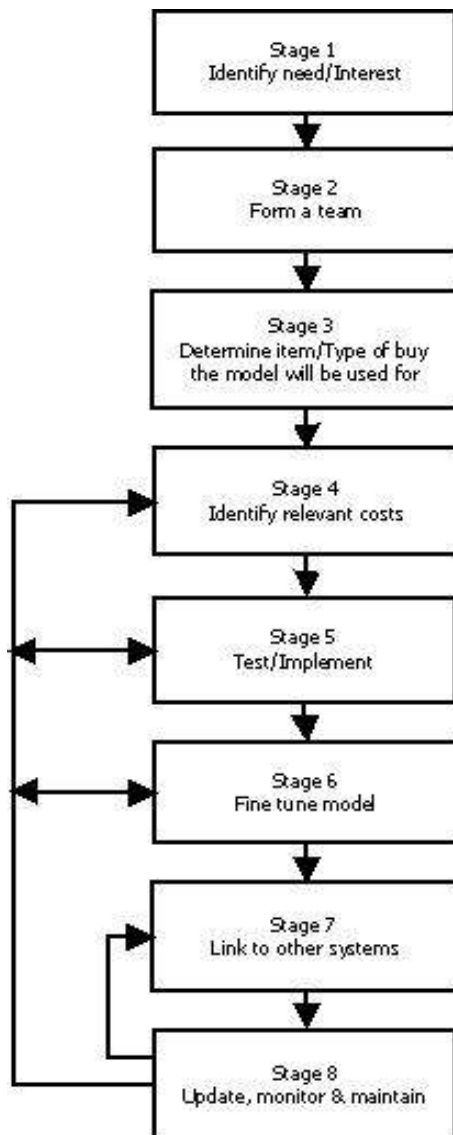 Stage 1
Identify need/Interest
Stage 2
Form a team
Stage 3
Determine item/Type of buy
the model will be used for
Stage 4
Identify relevant costs
Stage 5
Test/Implement
Stage 6
Fine tune model
Stage 7
Link to other systems
Stage 8
Update, monitor & maintain